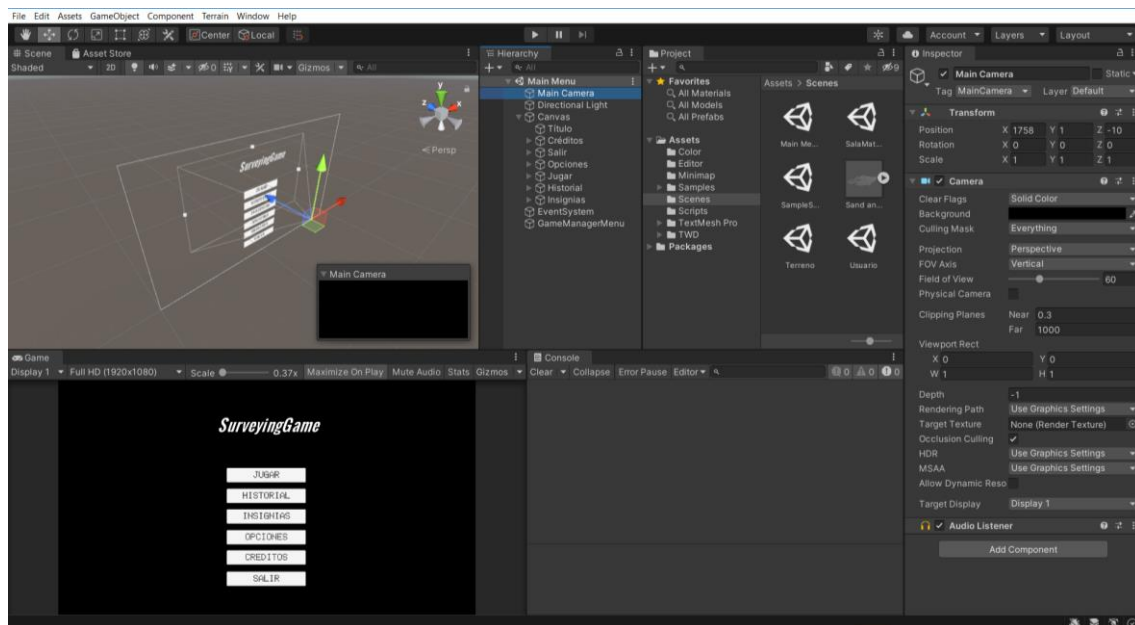 File Edit Assets GameObject Component Terrain Window Help
Center Local
Account Layers Layout
Scene Asset Store
Shaded 2D 0 Gizmos All
y
z x
Persp
Main Camera
Hierarchy
All
Main Menu
Main Camera
Directional Light
Canvas
Título
Créditos
Salir
Opciones
Jugar
Historial
Insignias
EventSystem
GameManagerMenu
Project
9
Favorites
All Materials
All Models
All Prefabs
Assets
Color
Editor
Minimap
Samples
Scenes
Scripts
TextMesh Pro
TWD
Packages
Assets > Scenes
Main Me...
SalaMat...
SampleS...
Sand an...
Terreno
Usuario
Inspector
Main Camera Static
Tag MainCamera Layer Default
Transform
Position X 1758 Y 1 Z -10
Rotation X 0 Y 0 Z 0
Scale X 1 Y 1 Z 1
Camera
Clear Flags Solid Color
Background
Culling Mask Everything
Projection Perspective
FOV Axis Vertical
Field of View 60
Physical Camera
Clipping Planes Near 0.3
Far 1000
Viewport Rect
X 0 Y 0
W 1 H 1
Depth -1
Rendering Path Use Graphics Settings
Target Texture None (Render Texture)
Occlusion Culling
HDR Use Graphics Settings
MSAA Use Graphics Settings
Allow Dynamic Reso
Target Display Display 1
Audio Listener
Add Component
Game
Display 1 Full HD (1920x1080) Scale 0.37x Maximize On Play Mute Audio Stats Gizmos
SurveyingGame
JUGAR
HISTORIAL
INSIGNIAS
OPCIONES
CREDITOS
SALIR
Console
Clear Collapse Error Pause Editor 0 0 0